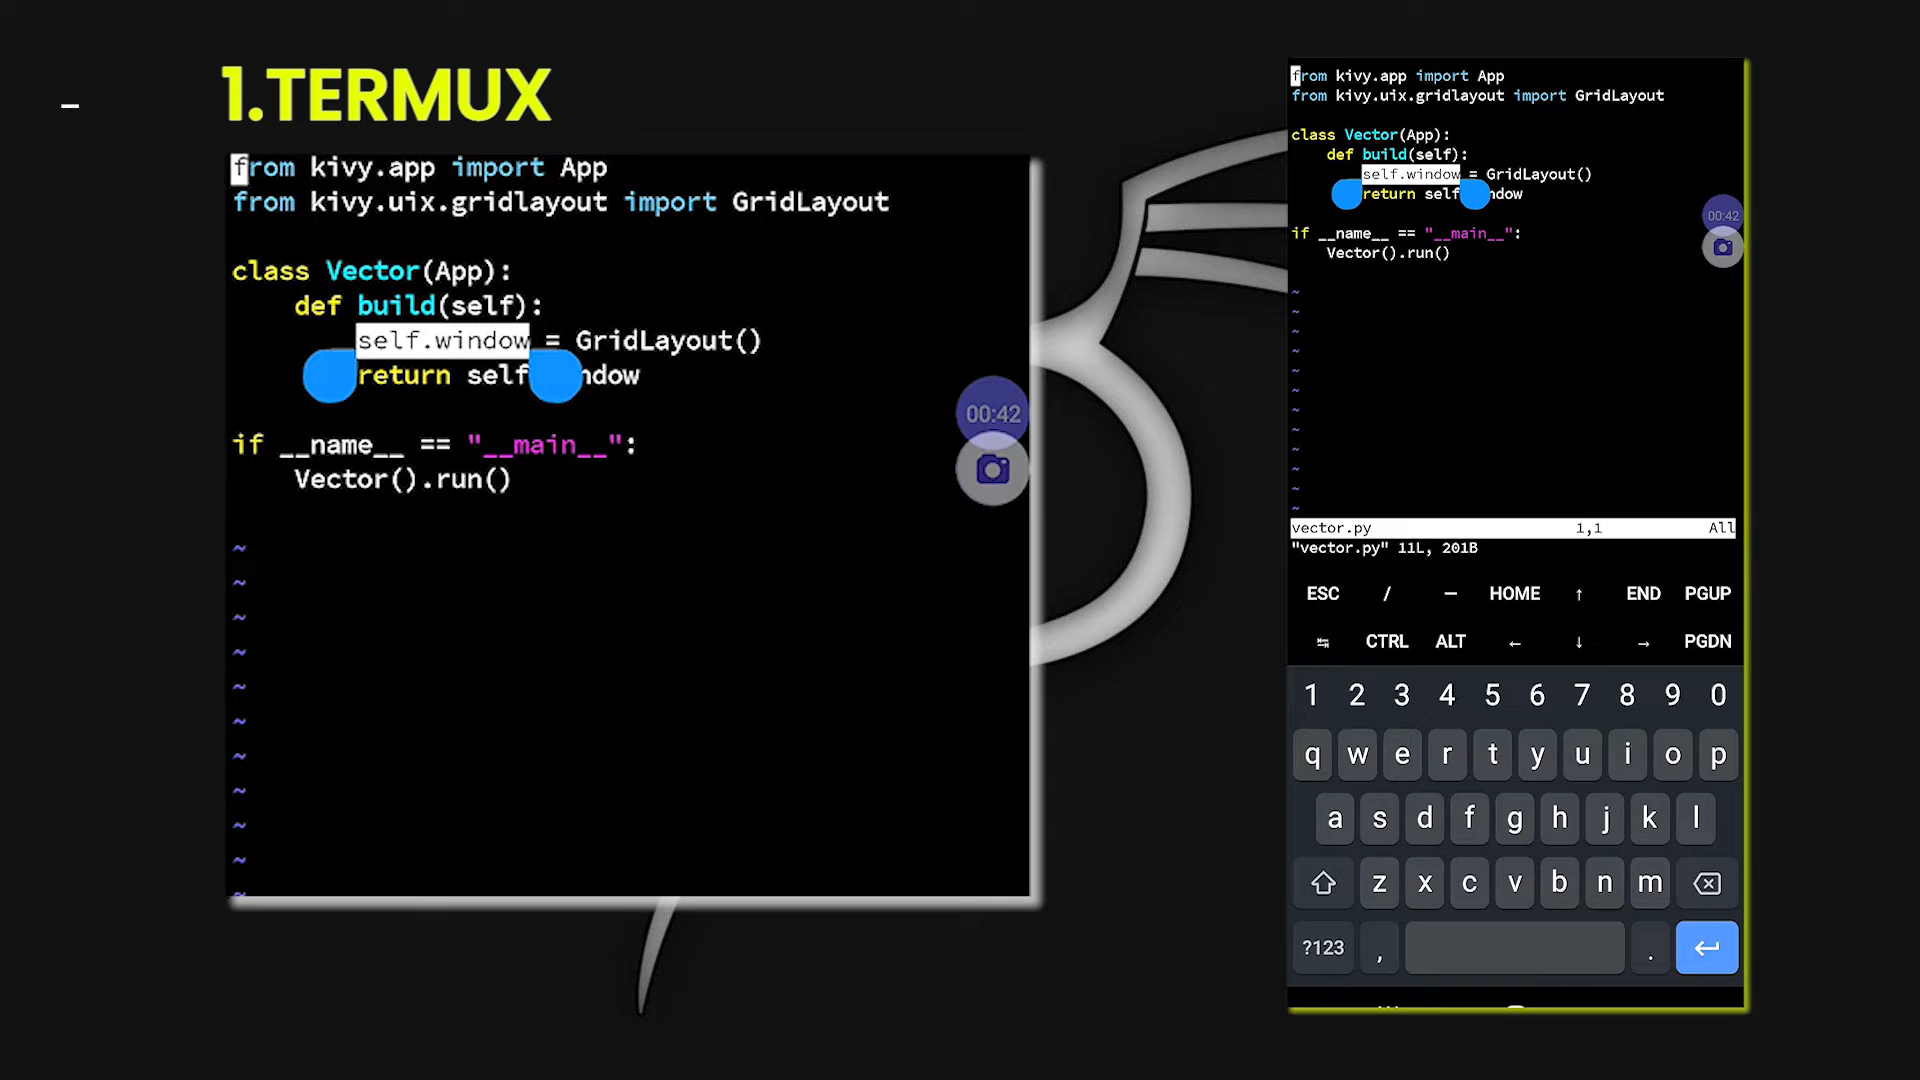 1.TERMUX
from kivy.app import App
from kivy.uix.gridlayout import GridLayout
class Vector(App):
def build(self):
self.window = GridLayout()
return self ndow
if __name__ == "__main__":
Vector().run()
~
~
~
~
~
~
~
~
~
~
~
00:42
from kivy.app import App
from kivy.uix.gridlayout import GridLayout
class Vector(App):
def build(self):
self.window = GridLayout()
return self ndow
if __name__ == "__main__":
Vector().run()
~
~
~
~
~
~
~
~
~
~
~
~
00:42
vector.py 1,1 All
"vector.py" 11L, 201B
ESC / — HOME ↑ END PGUP
↹ CTRL ALT ← ↓ → PGDN
1 2 3 4 5 6 7 8 9 0
q w e r t y u i o p
a s d f g h j k l
z x c v b n m
?123 , .